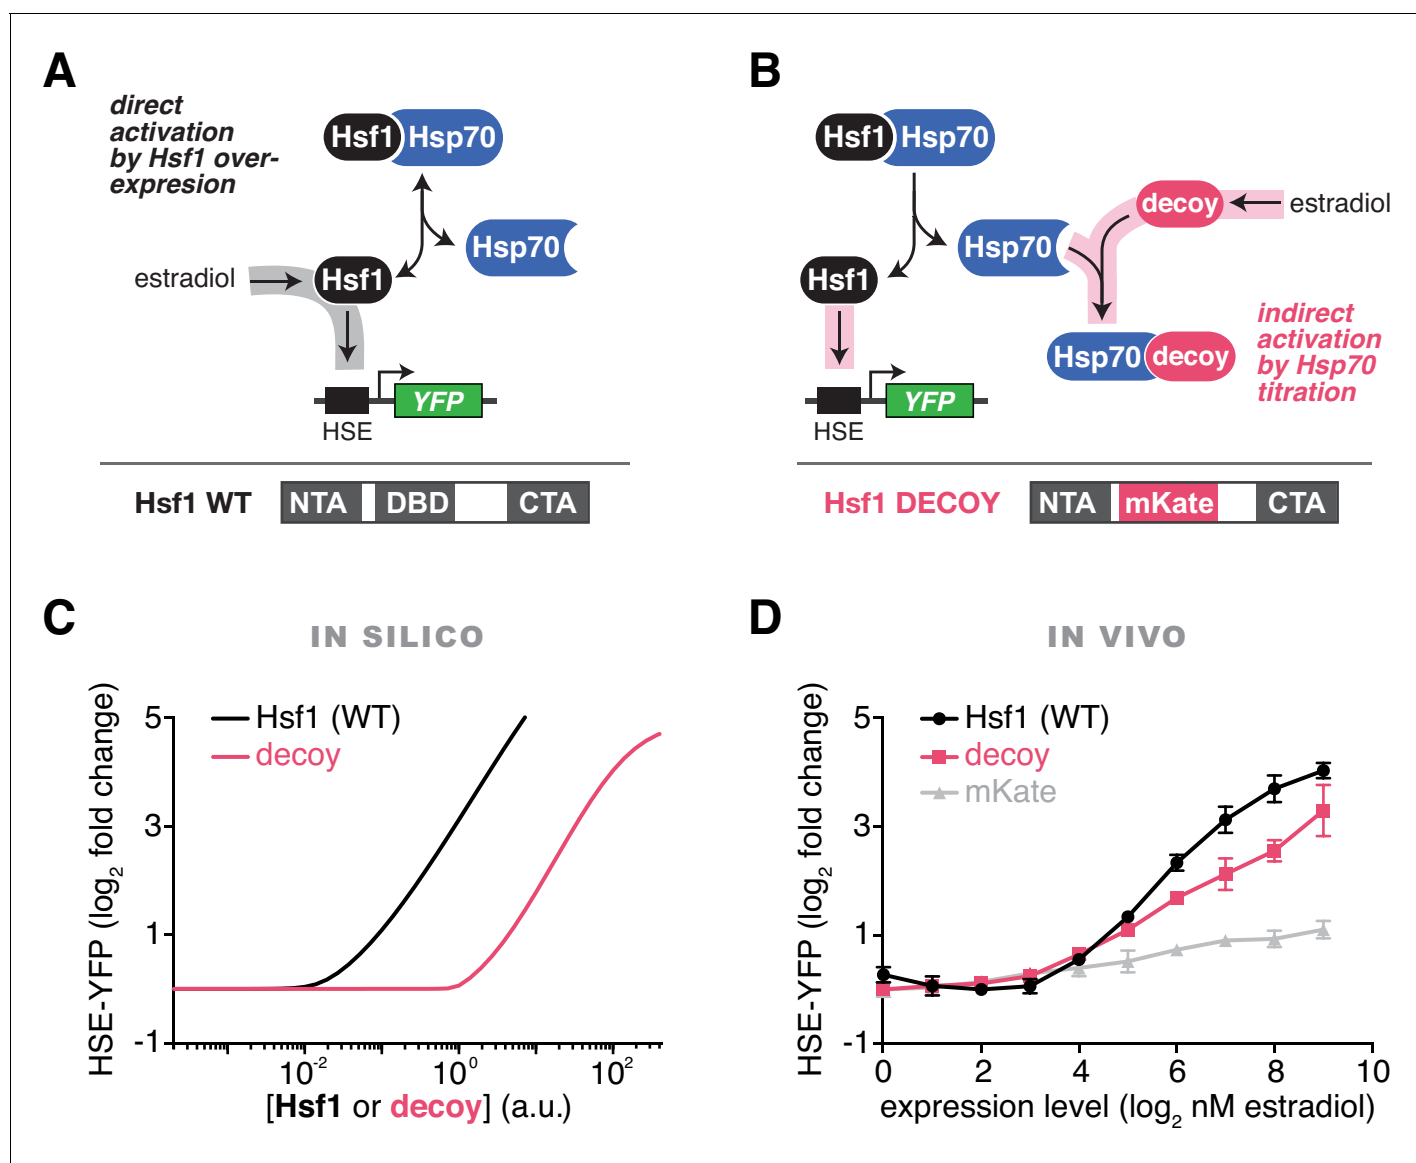 A
direct
activation
by Hsf1 over-
expresion
Hsf1 Hsp70
Hsp70
estradiol
Hsf1
YFP
HSE
Hsf1 WT
NTA DBD CTA
B
Hsf1 Hsp70
decoy
estradiol
Hsp70
Hsf1
indirect
activation
by Hsp70
titration
Hsp70 decoy
YFP
HSE
Hsf1 DECOY
NTA mKate CTA
C
IN SILICO
HSE-YFP (log2 fold change)
5
3
1
-1
Hsf1 (WT)
decoy
10-2 100 102
[Hsf1 or decoy] (a.u.)
D
IN VIVO
HSE-YFP (log2 fold change)
5
3
1
-1
Hsf1 (WT)
decoy
mKate
0 2 4 6 8 10
expression level (log2 nM estradiol)